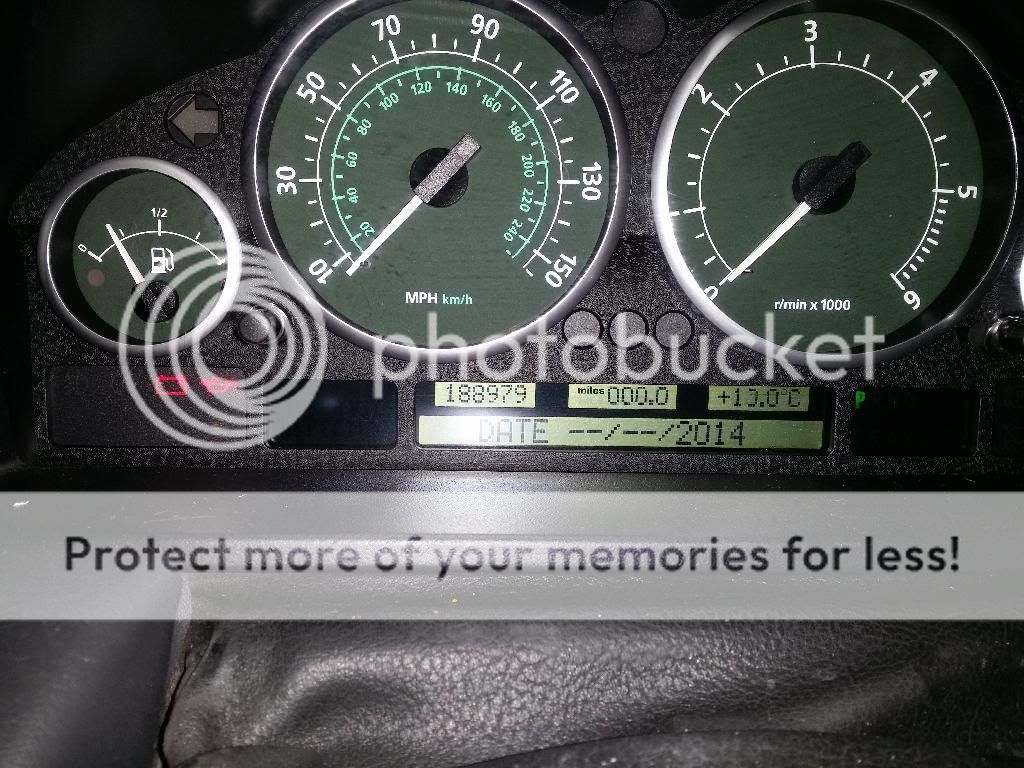 70 90
50 110
30 130
10 150
120 140
100 160
80 180
60 200
40 220
20 240
MPH km/h
0 1/2
3
2 4
5
0 6
r/min x 1000
photobucket
188979 miles 000.0
P
DATE --/--/2014
Protect more of your memories for less!